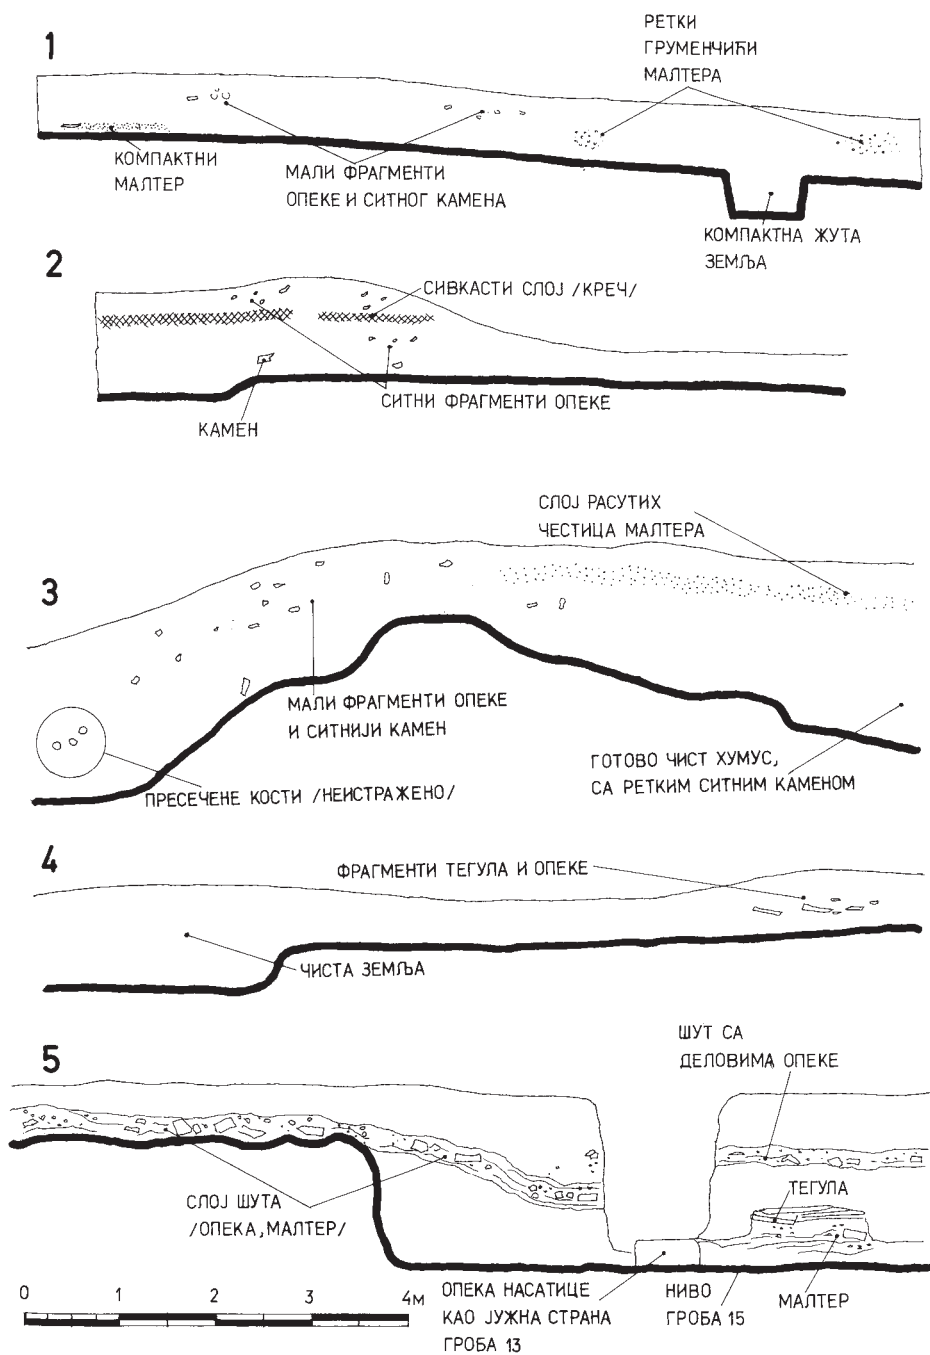 1
РЕТКИ
ГРУМЕНЧИЋИ
МАЛТЕРА
КОМПАКТНИ
МАЛТЕР
МАЛИ ФРАГМЕНТИ
ОПЕКЕ И СИТНОГ КАМЕНА
КОМПАКТНА ЖУТА
ЗЕМЉА
2
СИВКАСТИ СЛОЈ /КРЕЧ/
СИТНИ ФРАГМЕНТИ ОПЕКЕ
КАМЕН
СЛОЈ РАСУТИХ
ЧЕСТИЦА МАЛТЕРА
3
МАЛИ ФРАГМЕНТИ ОПЕКЕ
И СИТНИЈИ КАМЕН
ГОТОВО ЧИСТ ХУМУС,
СА РЕТКИМ СИТНИМ КАМЕНОМ
ПРЕСЕЧЕНЕ КОСТИ /НЕИСТРАЖЕНО/
4
ФРАГМЕНТИ ТЕГУЛА И ОПЕКЕ
ЧИСТА ЗЕМЉА
5
ШУТ СА
ДЕЛОВИМА ОПЕКЕ
ТЕГУЛА
СЛОЈ ШУТА
/ОПЕКА, МАЛТЕР/
0 1 2 3 4м
ОПЕКА НАСАТИЦЕ
КАО ЈУЖНА СТРАНА
ГРОБА 13
НИВО
ГРОБА 15
МАЛТЕР